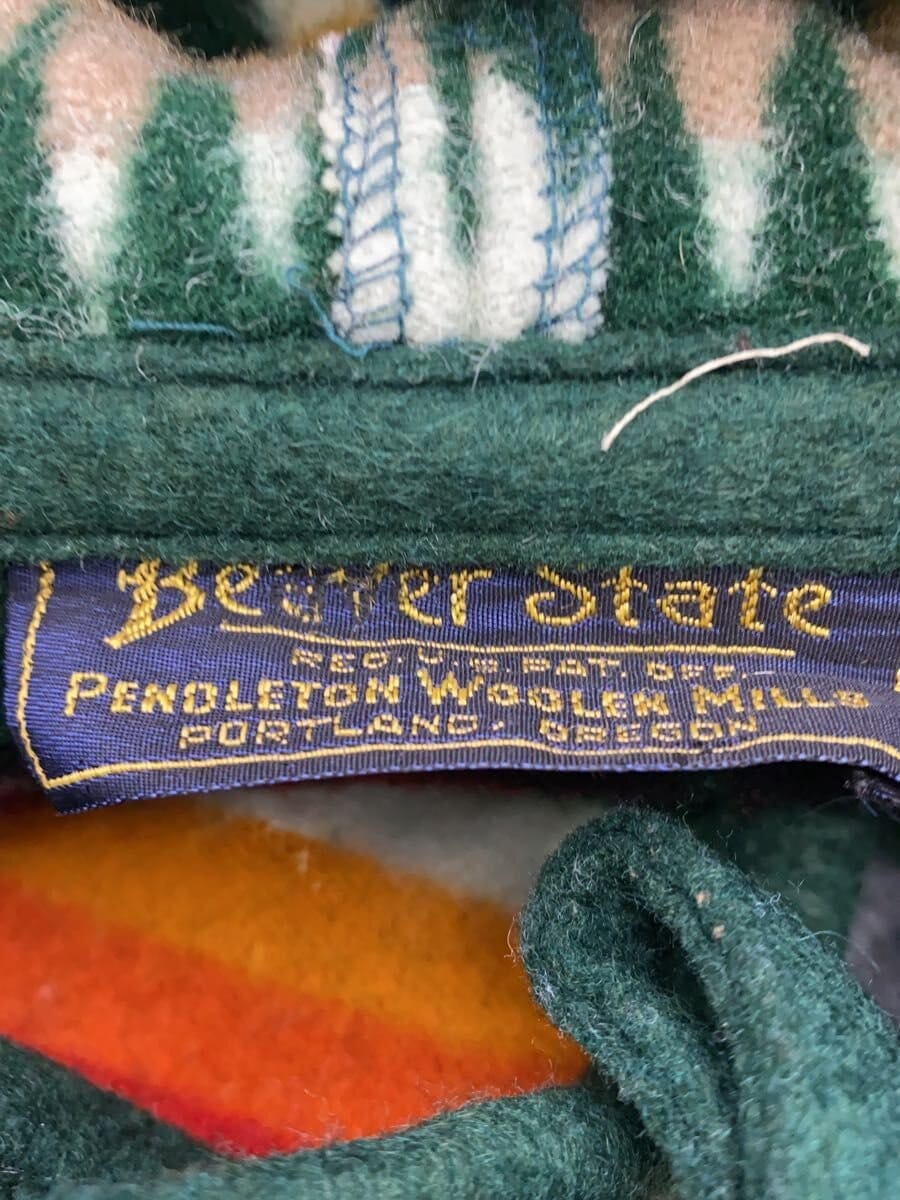 Beaver State
REG. U.S. PAT. OFF.
PENDLETON WOOLEN MILLS
PORTLAND, OREGON